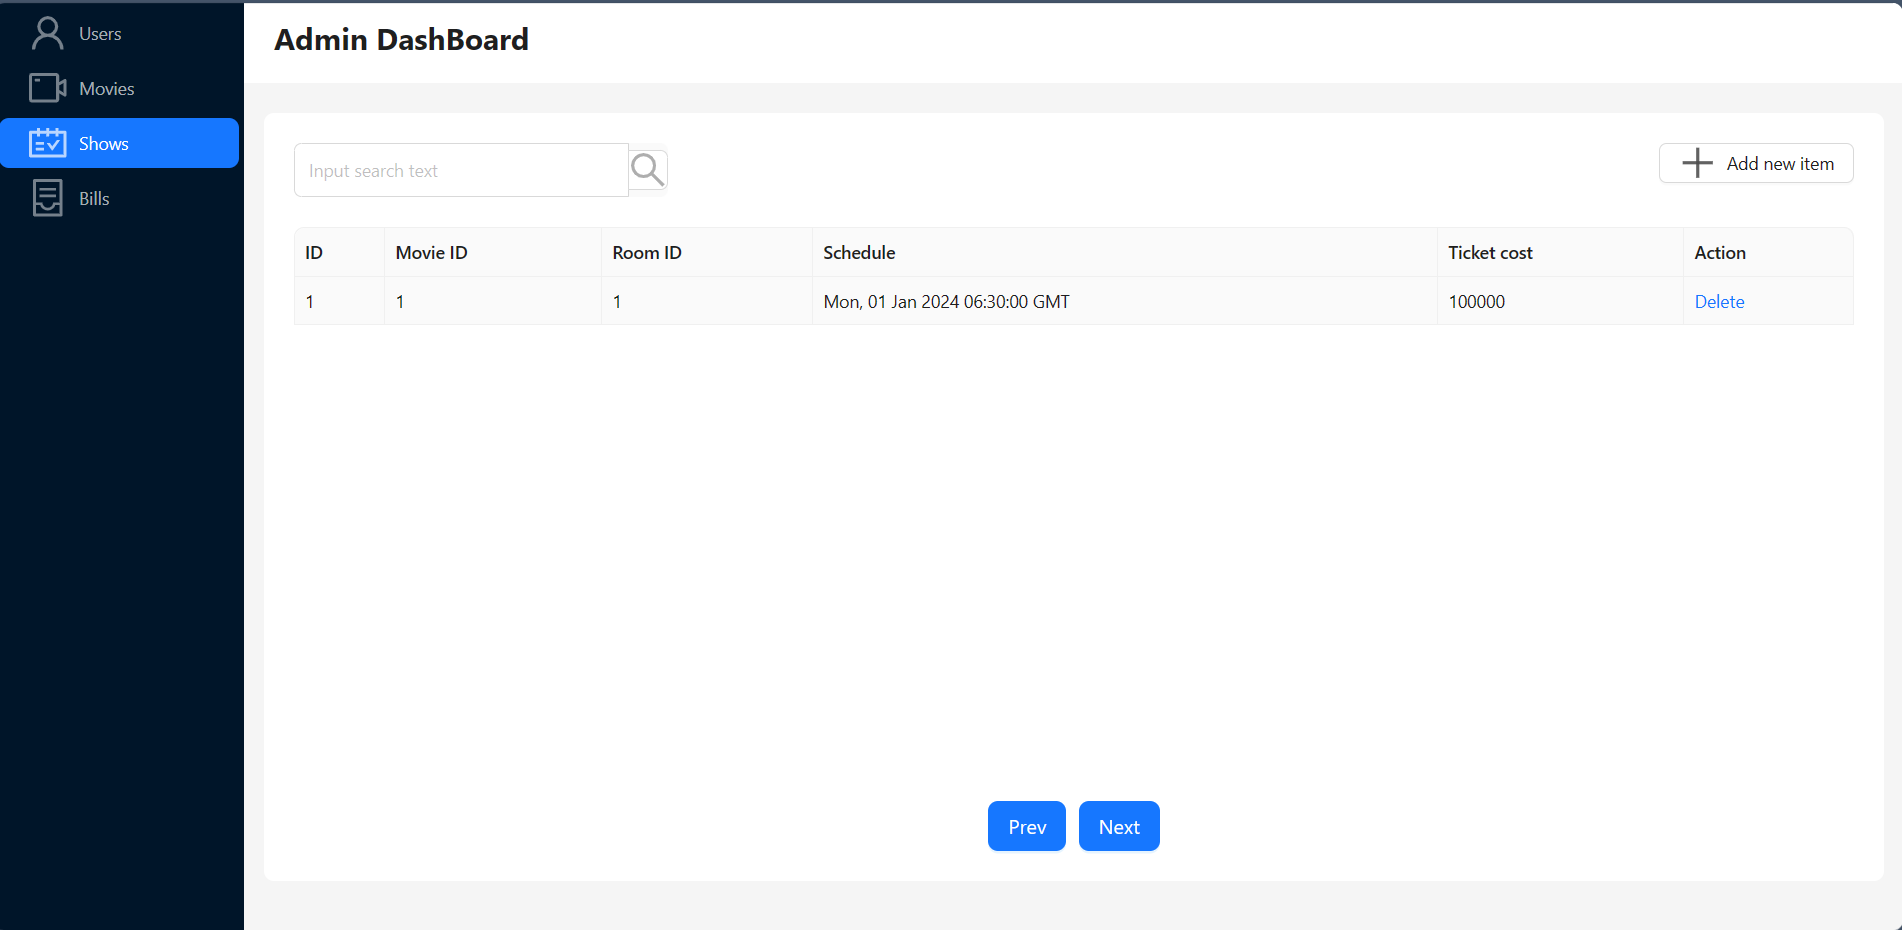 Users
Movies
Shows
Bills
Admin DashBoard
Input search text
Add new item
ID Movie ID Room ID Schedule Ticket cost Action
1 1 1 Mon, 01 Jan 2024 06:30:00 GMT 100000 Delete
Prev Next